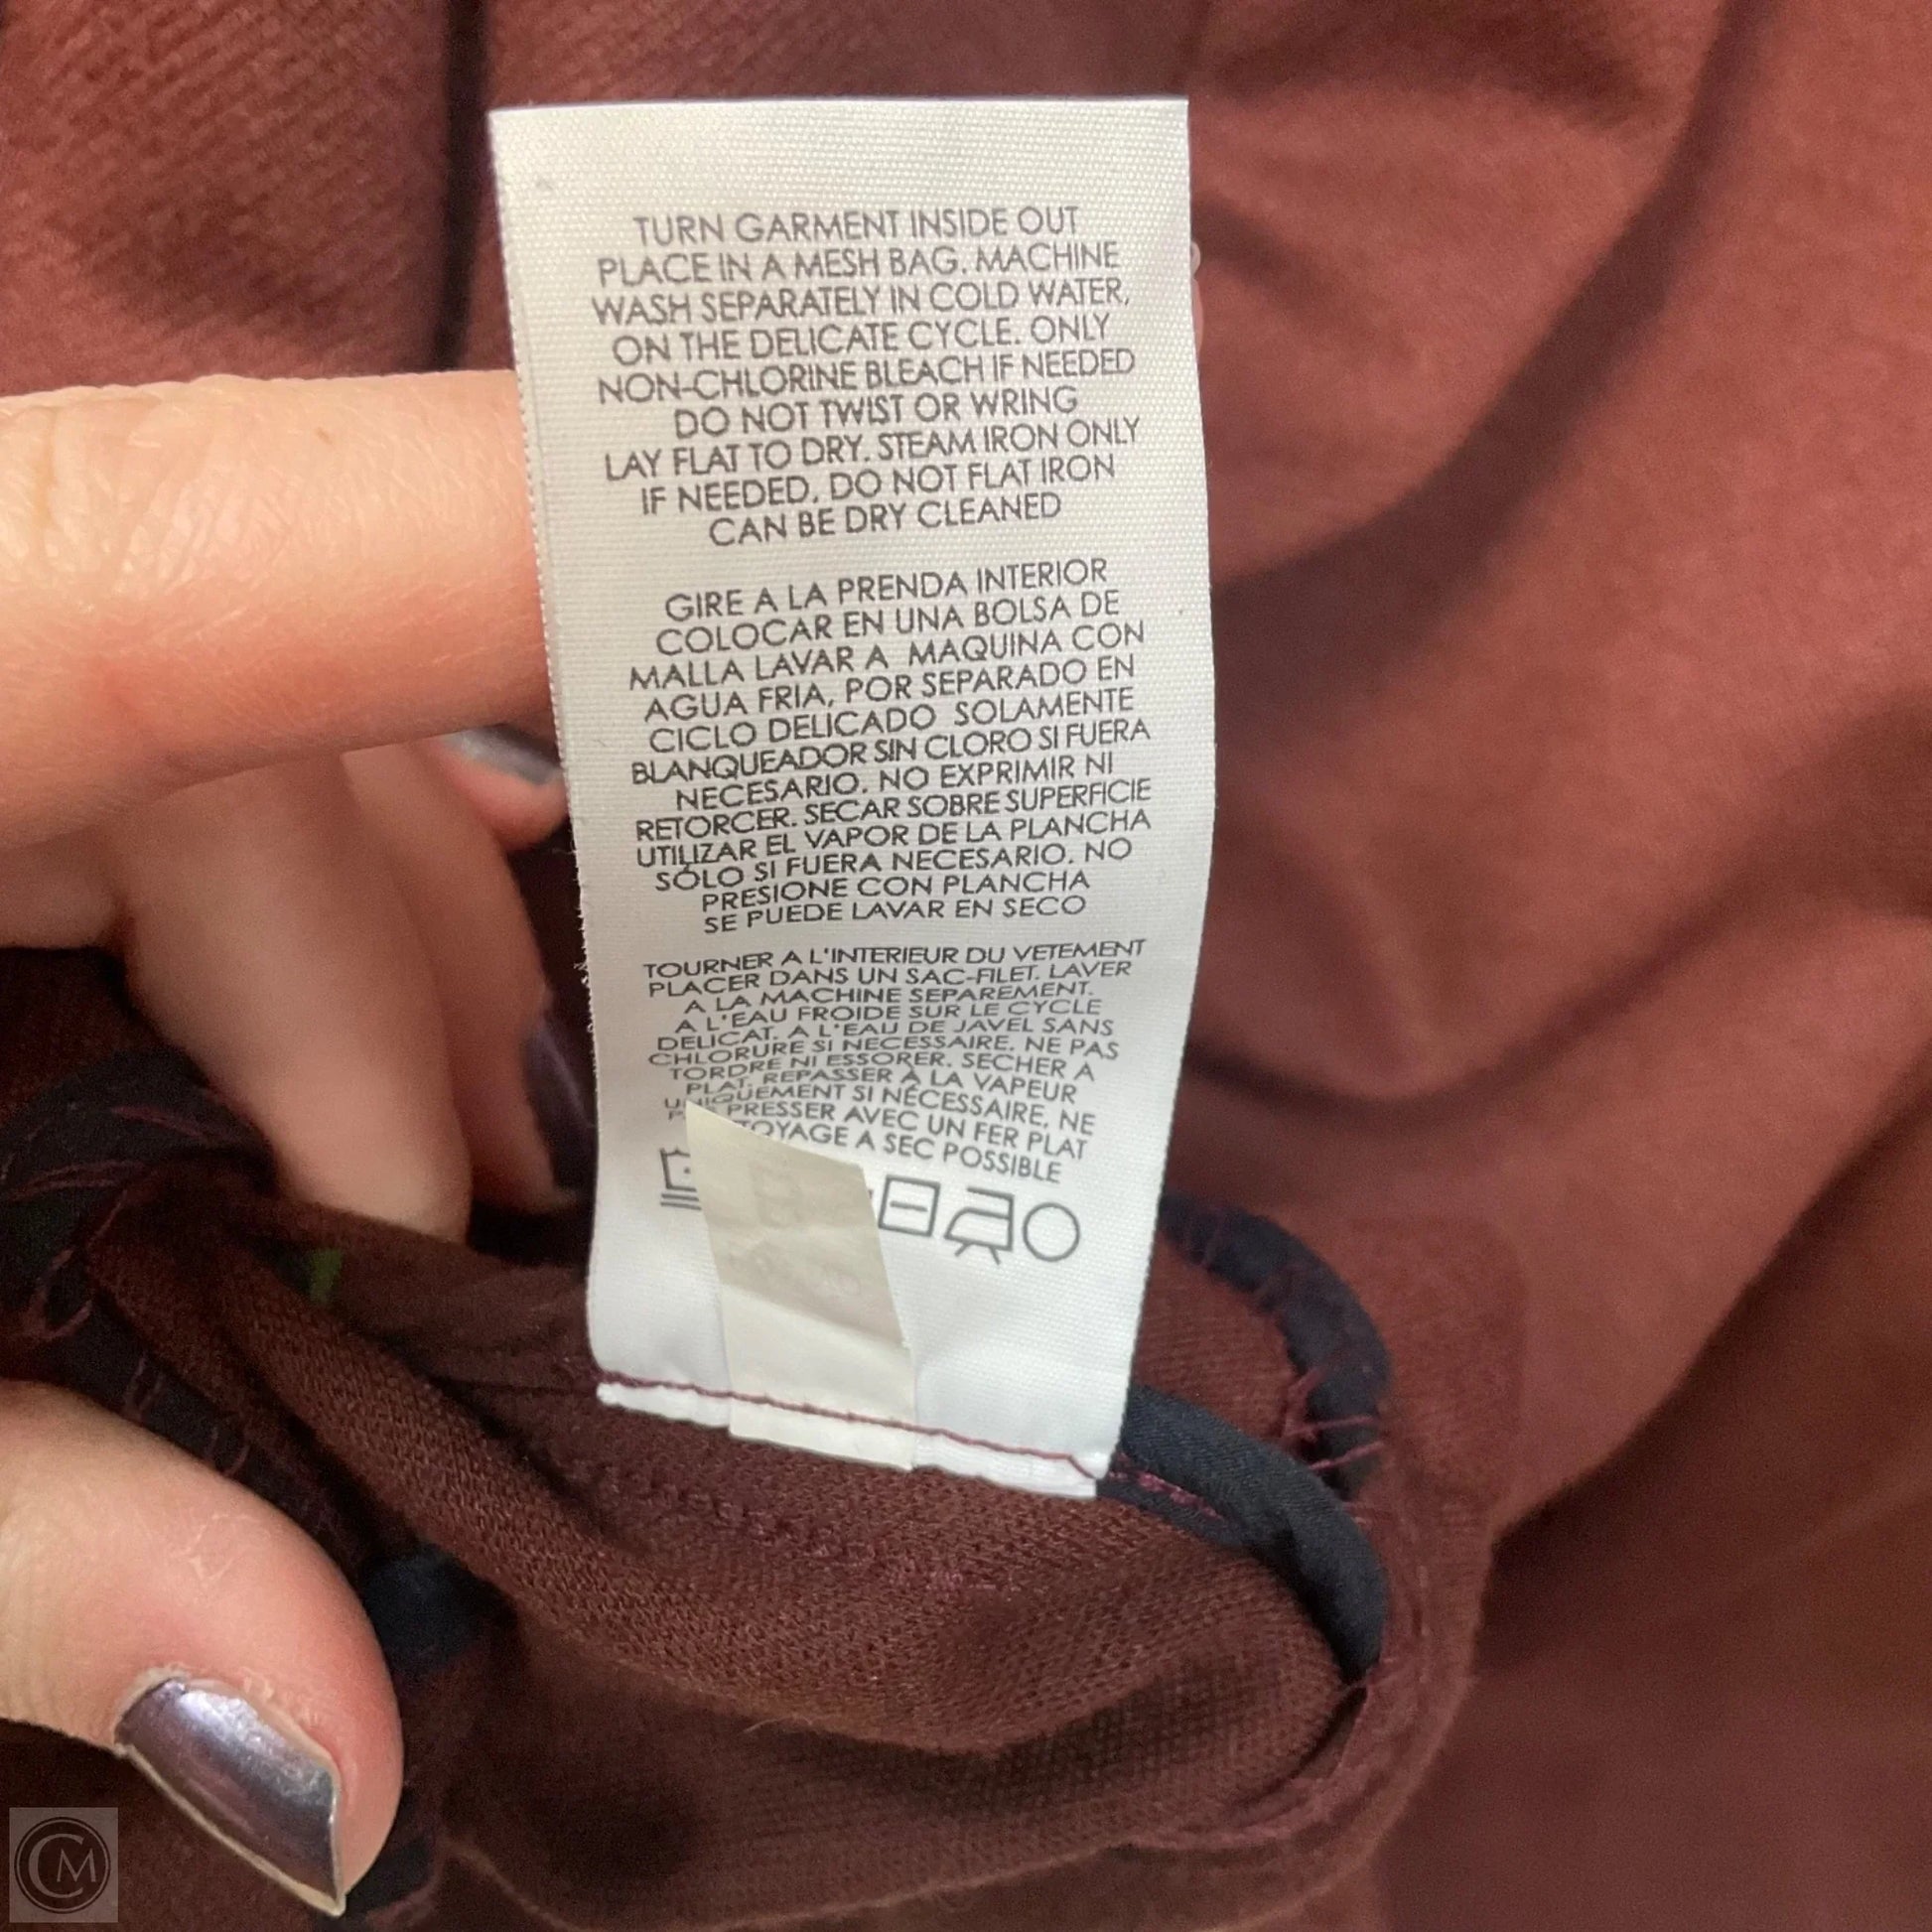 TURN GARMENT INSIDE OUT
PLACE IN A MESH BAG. MACHINE
WASH SEPARATELY IN COLD WATER,
ON THE DELICATE CYCLE. ONLY
NON-CHLORINE BLEACH IF NEEDED
DO NOT TWIST OR WRING
LAY FLAT TO DRY. STEAM IRON ONLY
IF NEEDED. DO NOT FLAT IRON
CAN BE DRY CLEANED
GIRE A LA PRENDA INTERIOR
COLOCAR EN UNA BOLSA DE
MALLA LAVAR A MAQUINA CON
AGUA FRIA, POR SEPARADO EN
CICLO DELICADO SOLAMENTE
BLANQUEADOR SIN CLORO SI FUERA
NECESARIO. NO EXPRIMIR NI
RETORCER. SECAR SOBRE SUPERFICIE
UTILIZAR EL VAPOR DE LA PLANCHA
SÓLO SI FUERA NECESARIO. NO
PRESIONE CON PLANCHA
SE PUEDE LAVAR EN SECO
TOURNER A L'INTERIEUR DU VETEMENT
PLACER DANS UN SAC-FILET. LAVER
A LA MACHINE SEPAREMENT.
A L'EAU FROIDE SUR LE CYCLE
DELICAT. A L'EAU DE JAVEL SANS
CHLORURE SI NECESSAIRE. NE PAS
TORDRE NI ESSORER. SECHER A
PLAT. REPASSER À LA VAPEUR
UNIQUEMENT SI NÉCESSAIRE. NE
PRESSER AVEC UN FER PLAT
A SEC POSSIBLE
CM